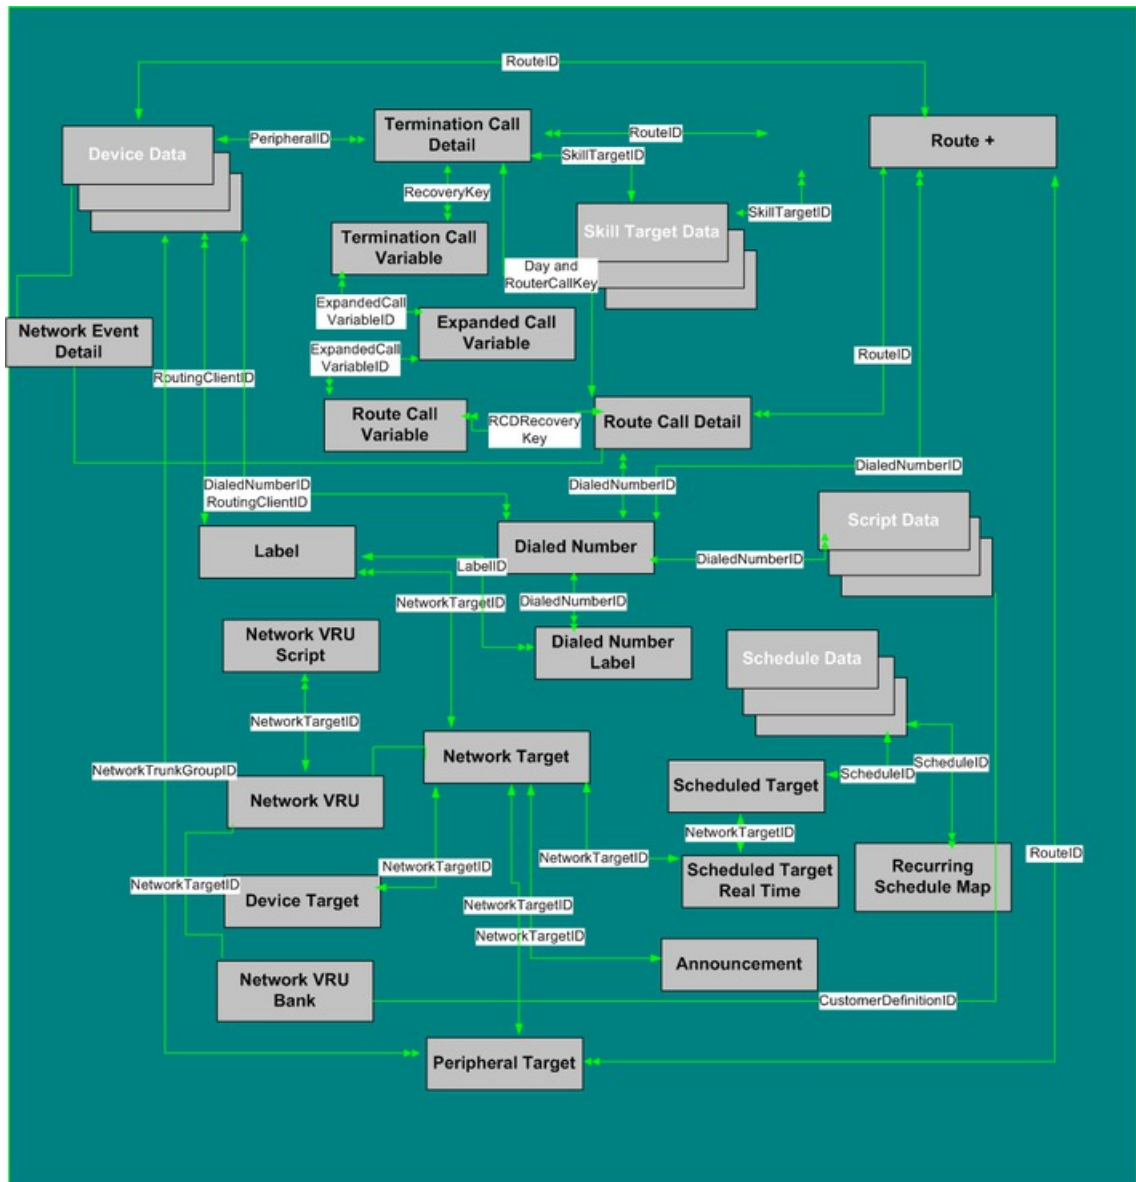 RouteID
Termination Call
Detail
RouteID
Route +
Device Data
PeripheralID
SkillTargetID
RecoveryKey
SkillTargetID
Termination Call
Variable
Skill Target Data
Day and
RouterCallKey
ExpandedCall
VariableID
Expanded Call
Variable
Network Event
Detail
ExpandedCall
VariableID
RouteID
RoutingClientID
Route Call
Variable
RCDRecovery
Key
Route Call Detail
DialedNumberID
DialedNumberID
RoutingClientID
DialedNumberID
Script Data
Label
Dialed Number
LabelID
DialedNumberID
NetworkTargetID
DialedNumberID
Network VRU
Script
Dialed Number
Label
Schedule Data
NetworkTargetID
Network Target
NetworkTrunkGroupID
ScheduleID
ScheduleID
Network VRU
Scheduled Target
NetworkTargetID
NetworkTargetID
NetworkTargetID
RouteID
NetworkTargetID
Device Target
Scheduled Target
Real Time
Recurring
Schedule Map
NetworkTargetID
NetworkTargetID
Announcement
Network VRU
Bank
CustomerDefinitionID
Peripheral Target